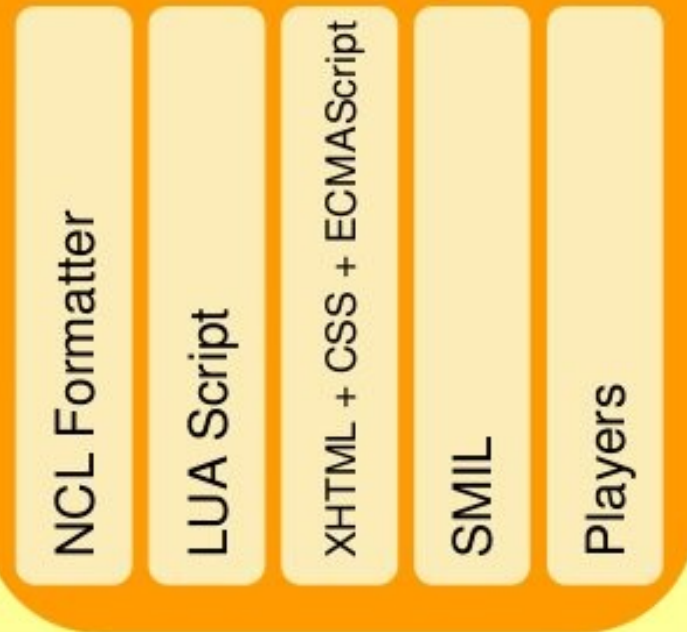 NCL Formatter
LUA Script
XHTML + CSS + ECMAScript
SMIL
Players